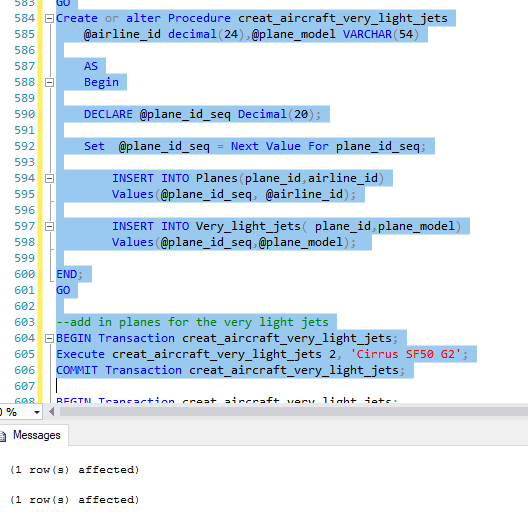 583 GO
584 Create or alter Procedure creat_aircraft_very_light_jets
585 @airline_id decimal(24),@plane_model VARCHAR(54)
586
587 AS
588 Begin
589
590 DECLARE @plane_id_seq Decimal(20);
591
592 Set @plane_id_seq = Next Value For plane_id_seq;
593
594 INSERT INTO Planes(plane_id,airline_id)
595 Values(@plane_id_seq, @airline_id);
596
597 INSERT INTO Very_light_jets( plane_id,plane_model)
598 Values(@plane_id_seq,@plane_model);
599
600 END;
601 GO
602
603 --add in planes for the very light jets
604 BEGIN Transaction creat_aircraft_very_light_jets;
605 Execute creat_aircraft_very_light_jets 2, 'Cirrus SF50 G2';
606 COMMIT Transaction creat_aircraft_very_light_jets;
607
608 BEGIN Transaction creat_aircraft_very_light_jets;
0 %
Messages
(1 row(s) affected)
(1 row(s) affected)